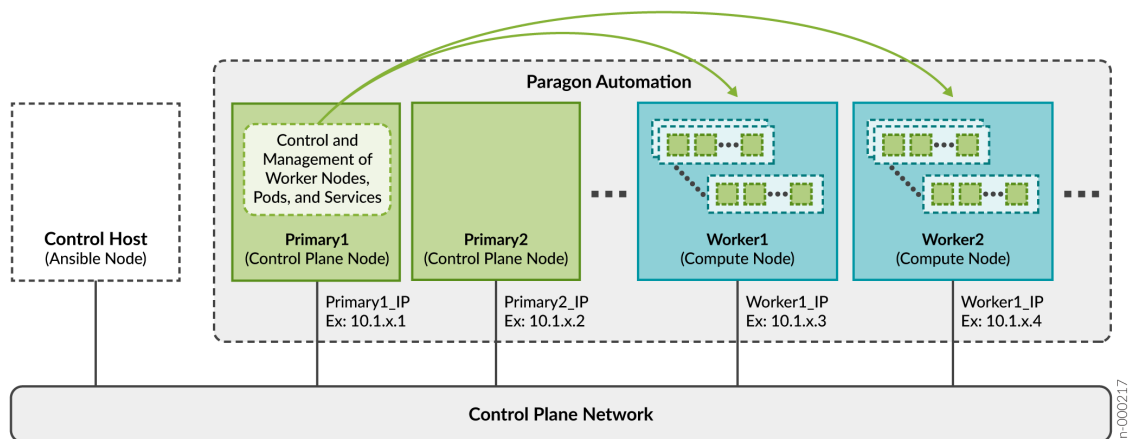 Paragon Automation
Control and
Management of
Worker Nodes,
Pods, and Services
Control Host
(Ansible Node)
Primary1
(Control Plane Node)
Primary2
(Control Plane Node)
Worker1
(Compute Node)
Worker2
(Compute Node)
Primary1_IP
Ex: 10.1.x.1
Primary2_IP
Ex: 10.1.x.2
Worker1_IP
Ex: 10.1.x.3
Worker1_IP
Ex: 10.1.x.4
Control Plane Network
n-000217